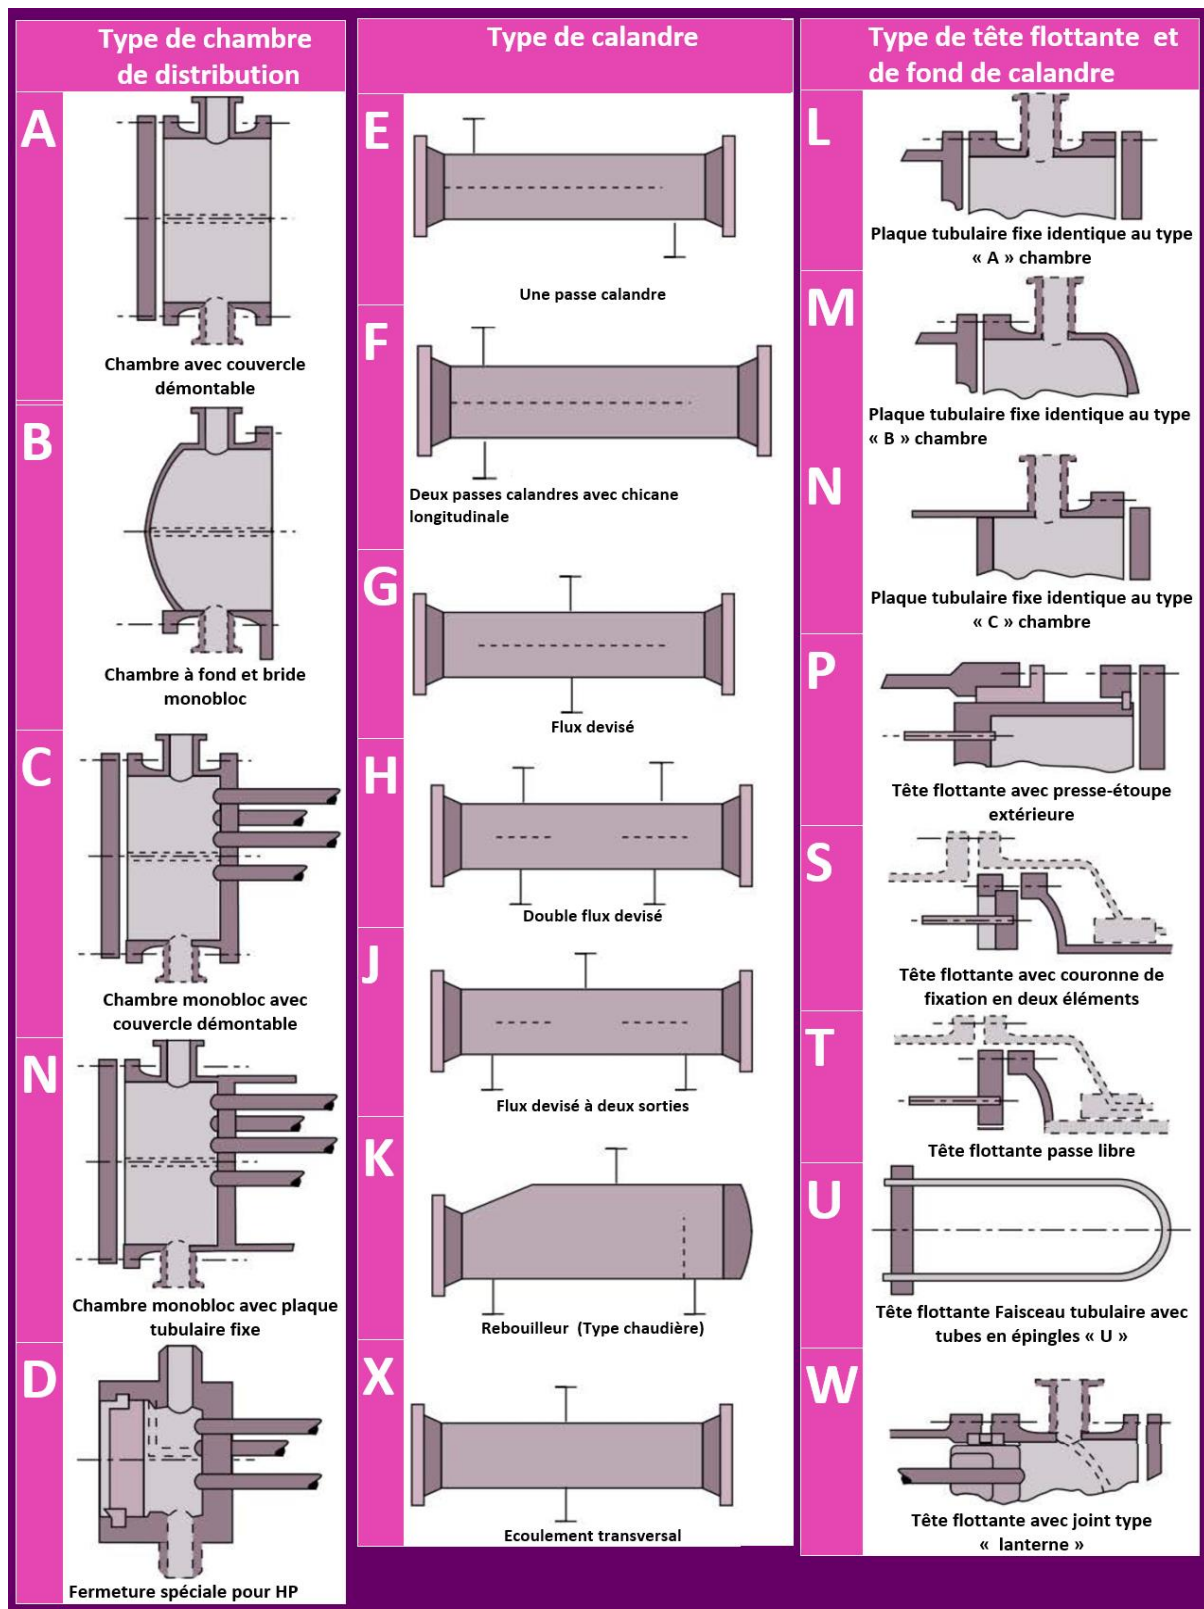 Type de chambre
de distribution
A
Chambre avec couvercle
démontable
B
Chambre à fond et bride
monobloc
C
Chambre monobloc avec
couvercle démontable
N
Chambre monobloc avec plaque
tubulaire fixe
D
Fermeture spéciale pour HP
Type de calandre
E
Une passe calandre
F
Deux passes calandres avec chicane
longitudinale
G
Flux devisé
H
Double flux devisé
J
Flux devisé à deux sorties
K
Rebouilleur (Type chaudière)
X
Ecoulement transversal
Type de tête flottante et
de fond de calandre
L
Plaque tubulaire fixe identique au type
« A » chambre
M
Plaque tubulaire fixe identique au type
« B » chambre
N
Plaque tubulaire fixe identique au type
« C » chambre
P
Tête flottante avec presse-étoupe
extérieure
S
Tête flottante avec couronne de
fixation en deux éléments
T
Tête flottante passe libre
U
Tête flottante Faisceau tubulaire avec
tubes en épingles « U »
W
Tête flottante avec joint type
« lanterne »